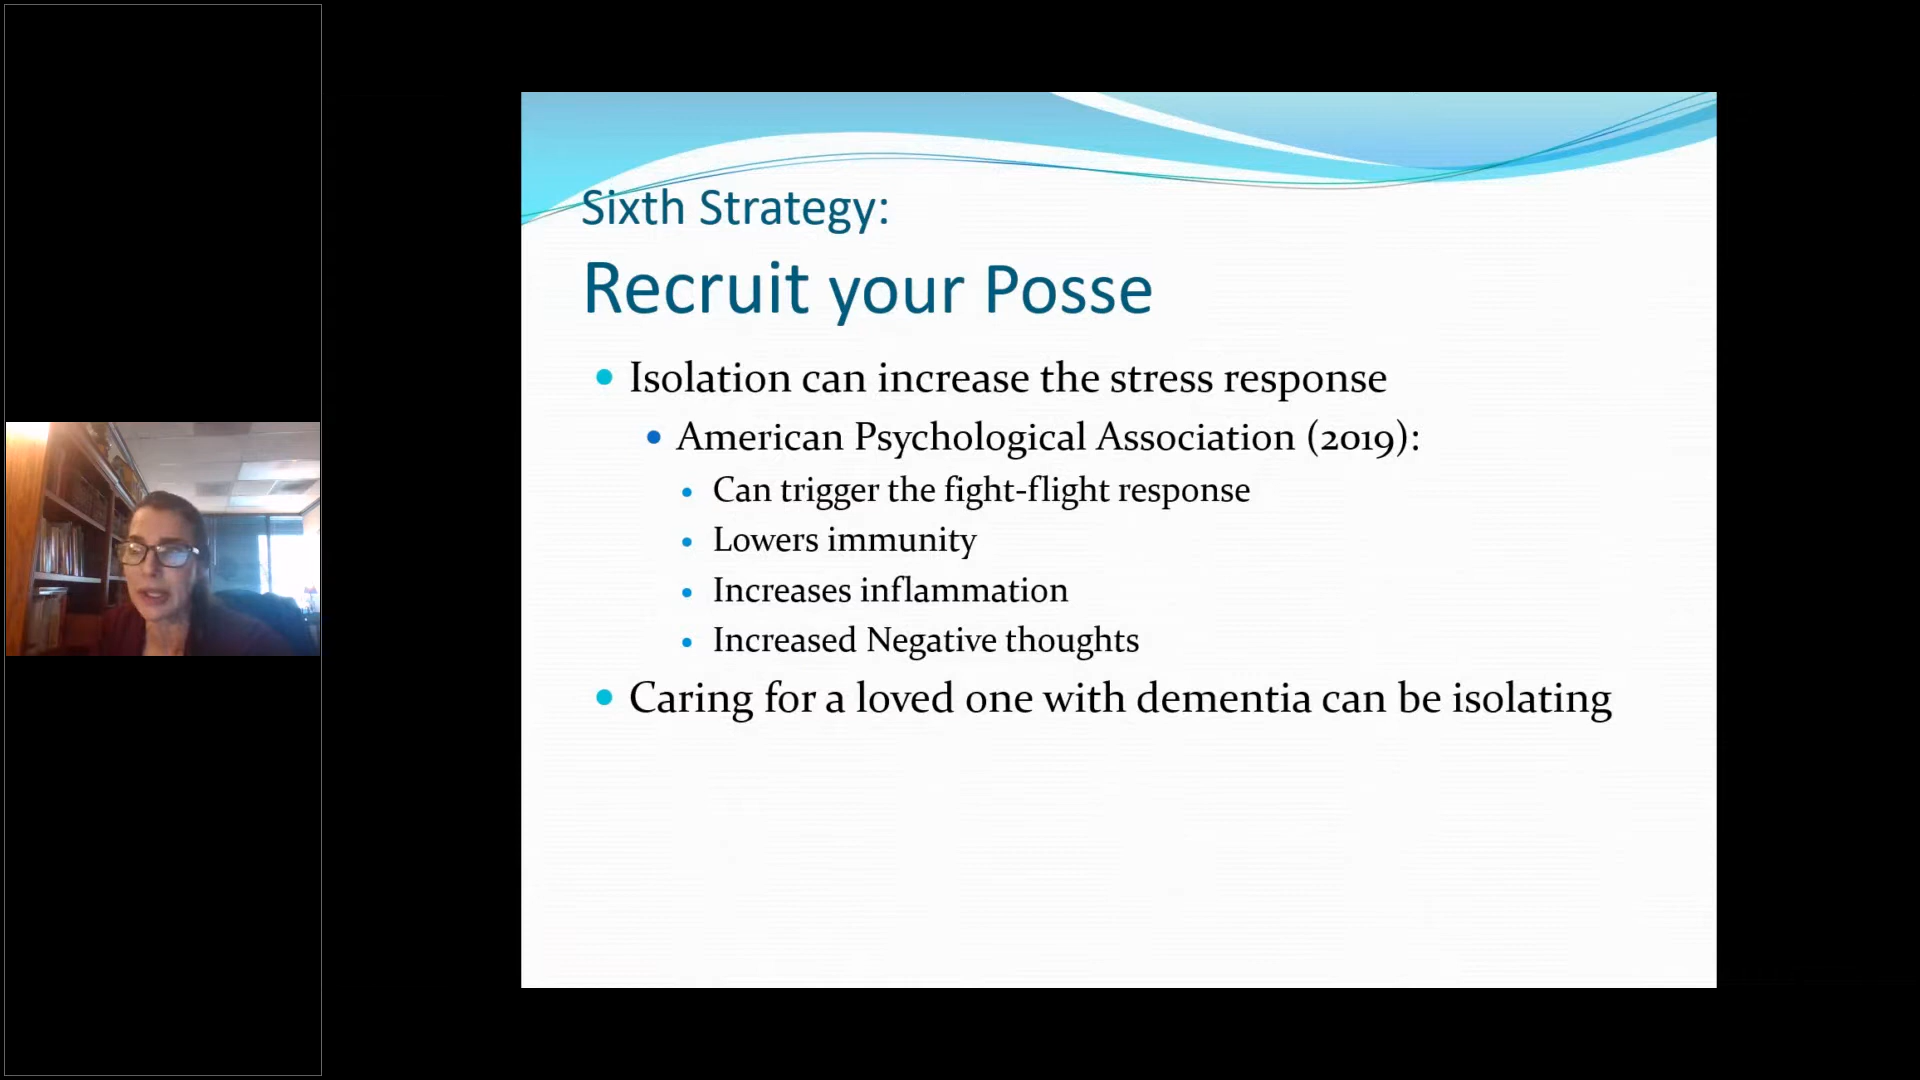 Sixth Strategy:
Recruit your Posse
Isolation can increase the stress response
American Psychological Association (2019):
Can trigger the fight-flight response
Lowers immunity
Increases inflammation
Increased Negative thoughts
Caring for a loved one with dementia can be isolating